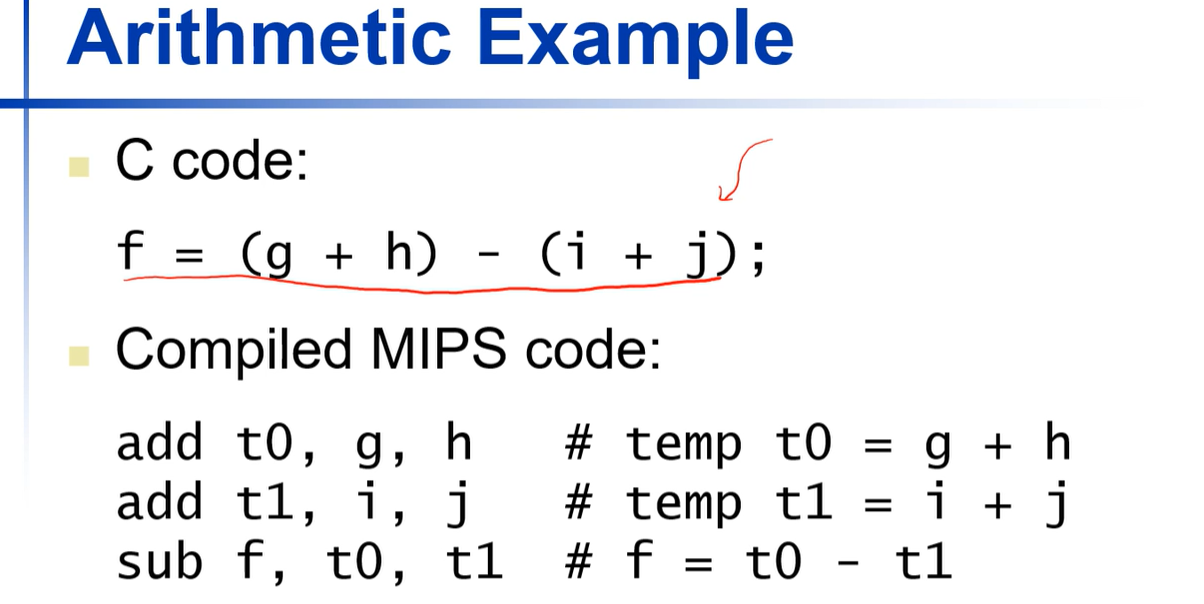 Arithmetic Example
C code:
f = (g + h) - (i + j);
Compiled MIPS code:
add t0, g, h # temp t0 = g + h
add t1, i, j # temp t1 = i + j
sub f, t0, t1 # f = t0 - t1